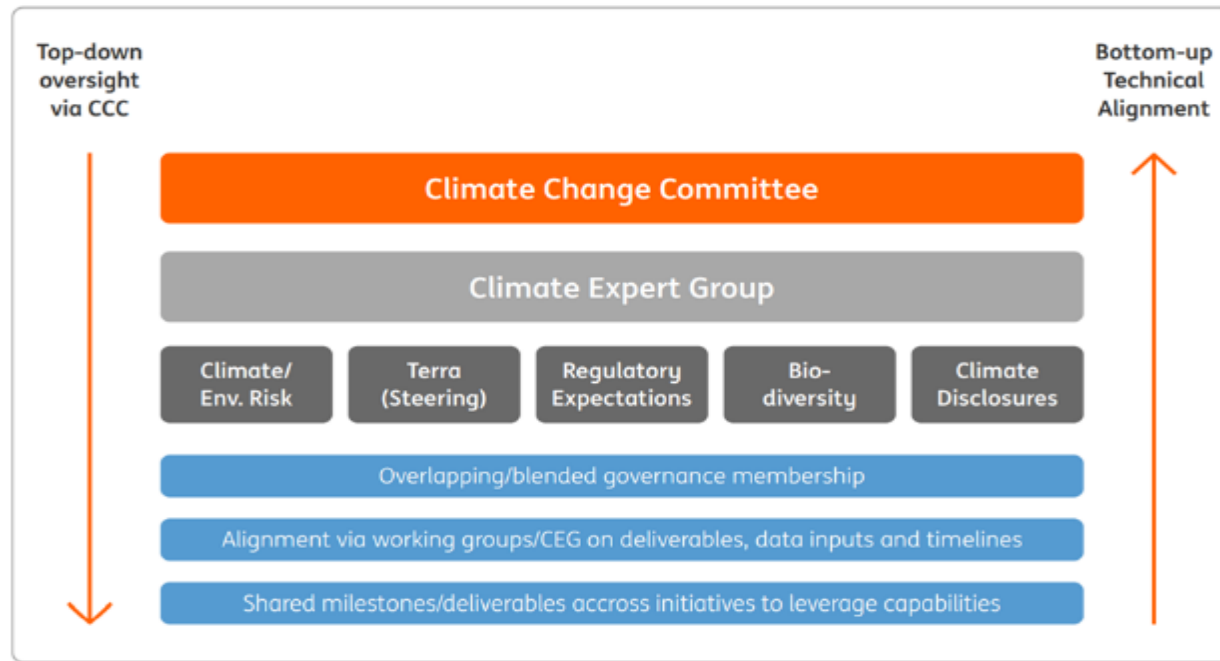 Top-down
oversight
via CCC
Bottom-up
Technical
Alignment
Climate Change Committee
Climate Expert Group
Climate/
Env. Risk
Terra
(Steering)
Regulatory
Expectations
Bio-
diversity
Climate
Disclosures
Overlapping/blended governance membership
Alignment via working groups/CEG on deliverables, data inputs and timelines
Shared milestones/deliverables accross initiatives to leverage capabilities